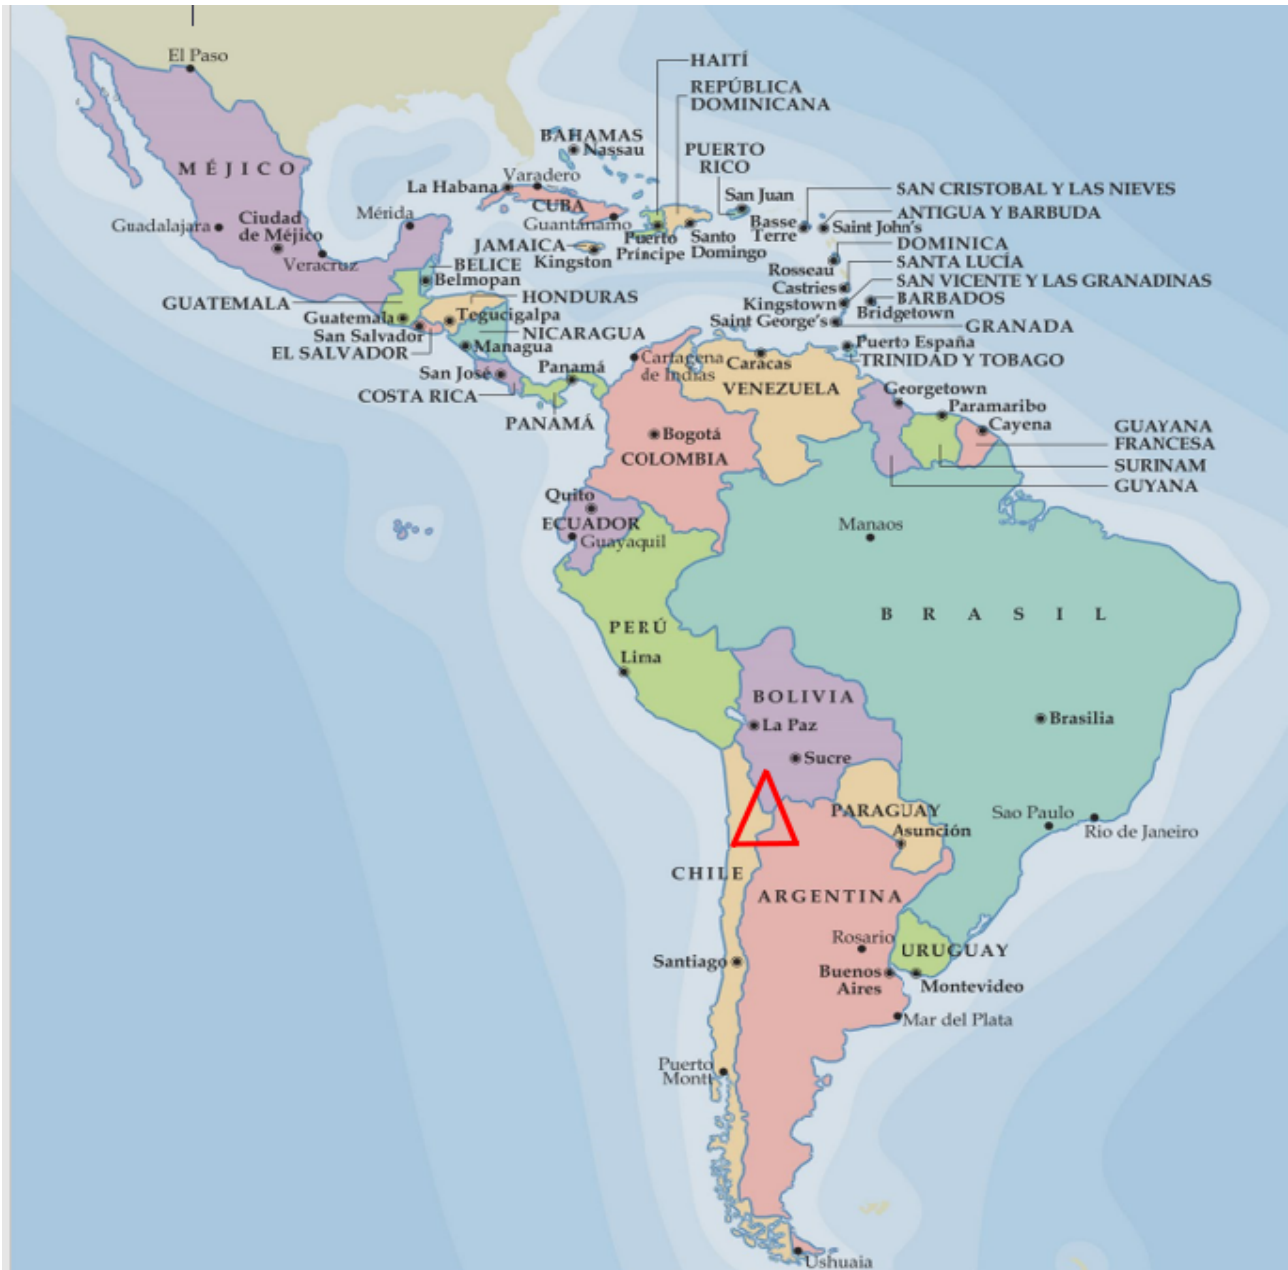 El Paso
HAITÍ
REPÚBLICA
DOMINICANA
BAHAMAS
Nassau
PUERTO
RICO
MÉJICO
La Habana
Varadero
San Juan
SAN CRISTOBAL Y LAS NIEVES
CUBA
Guantánamo
Basse
Terre
Saint John's
ANTIGUA Y BARBUDA
Guadalajara
Ciudad
de Méjico
Mérida
Veracruz
JAMAICA
Kingston
Puerto
Príncipe
Santo
Domingo
DOMINICA
Rosseau
SANTA LUCÍA
Castries
SAN VICENTE Y LAS GRANADINAS
Kingstown
BARBADOS
Bridgetown
Saint George's
GRANADA
BELICE
Belmopan
GUATEMALA
HONDURAS
Guatemala
Tegucigalpa
San Salvador
EL SALVADOR
NICARAGUA
Managua
San José
COSTA RICA
Panamá
PANAMÁ
Cartagena
de Indias
Caracas
VENEZUELA
Puerto España
TRINIDAD Y TOBAGO
Georgetown
Paramaribo
Cayena
GUAYANA
FRANCESA
SURINAM
GUYANA
Bogotá
COLOMBIA
Quito
ECUADOR
Guayaquil
Manaos
BRASIL
PERÚ
Lima
BOLIVIA
La Paz
Sucre
Brasilia
PARAGUAY
Asunción
Sao Paulo
Rio de Janeiro
CHILE
ARGENTINA
Rosario
URUGUAY
Santiago
Buenos
Aires
Montevideo
Mar del Plata
Puerto
Montt
Ushuaia